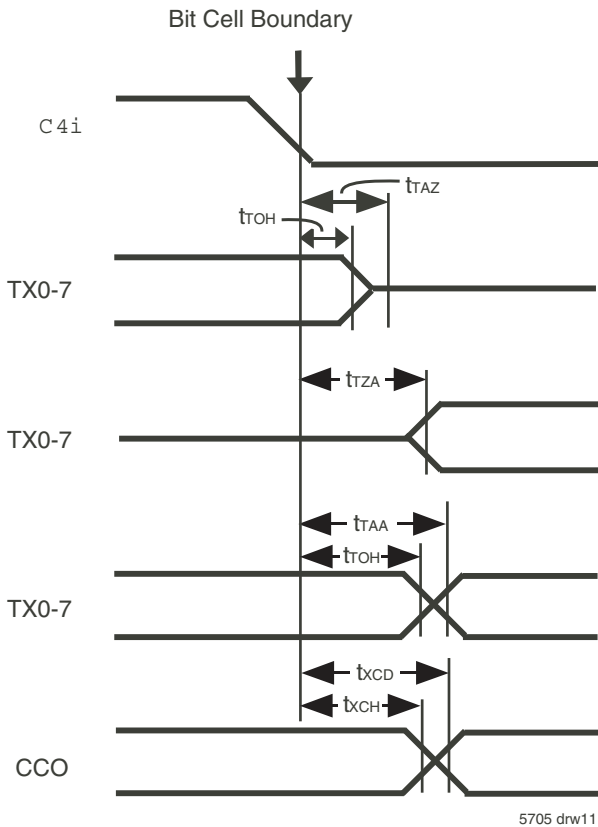 Bit Cell Boundary
C4i
tTAZ
tTOH
TX0-7
tTZA
TX0-7
tTAA
tTOH
TX0-7
tXCD
tXCH
CCO
5705 drw11